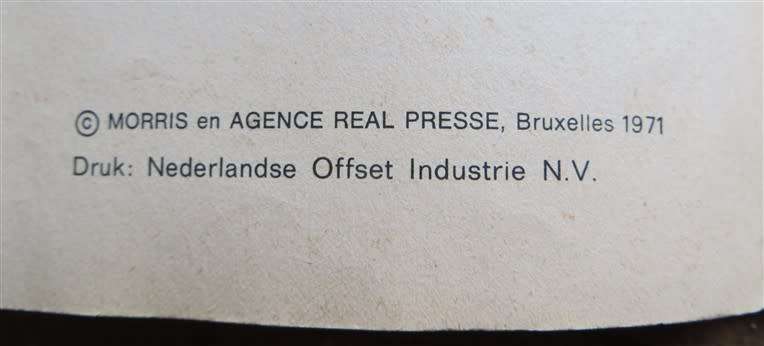 © MORRIS en AGENCE REAL PRESSE, Bruxelles 1971
Druk: Nederlandse Offset Industrie N.V.